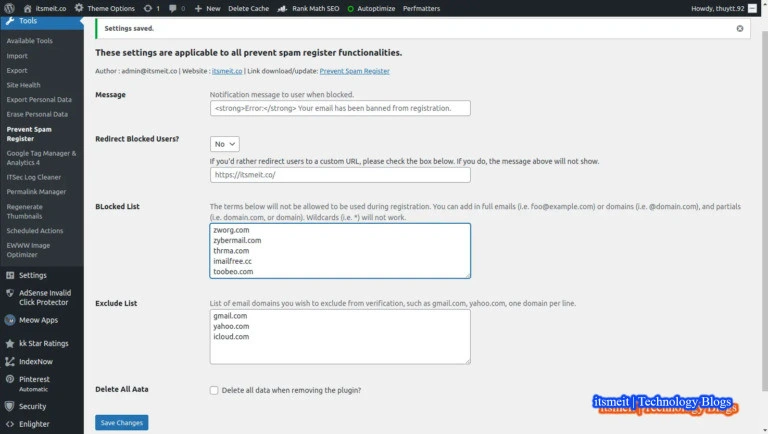 itsmeit.co
Theme Options
1
0
New
Delete Cache
Rank Math SEO
Autoptimize
Perfmatters
Howdy, thuytt.92
Tools
Available Tools
Import
Export
Site Health
Export Personal Data
Erase Personal Data
Prevent Spam
Register
Google Tag Manager &
Analytics 4
ITSec Log Cleaner
Permalink Manager
Regenerate
Thumbnails
Scheduled Actions
EWWW Image
Optimizer
Settings
AdSense Invalid
Click Protector
Meow Apps
kk Star Ratings
IndexNow
Pinterest
Automatic
Security
Enlighter
Settings saved.
These settings are applicable to all prevent spam register functionalities.
Author : admin@itsmeit.co | Website : itsmeit.co | Link download/update: Prevent Spam Register
Message
Notification message to user when blocked.
<strong>Error:</strong> Your email has been banned from registration.
Redirect Blocked Users?
No
If you'd rather redirect users to a custom URL, please check the box below. If you do, the message above will not show.
https://itsmeit.co/
BLocked List
The terms below will not be allowed to be used during registration. You can add in full emails (i.e. foo@example.com) or domains (i.e. @domain.com), and partials
(i.e. domain.com, or domain). Wildcards (i.e. *) will not work.
zworg.com
zybermail.com
thrma.com
imailfree.cc
toobeo.com
Exclude List
List of email domains you wish to exclude from verification, such as gmail.com, yahoo.com, one domain per line.
gmail.com
yahoo.com
icloud.com
Delete All Aata
Delete all data when removing the plugin?
Save Changes
itsmeit | Technology Blogs
itsmeit | Technology Blogs